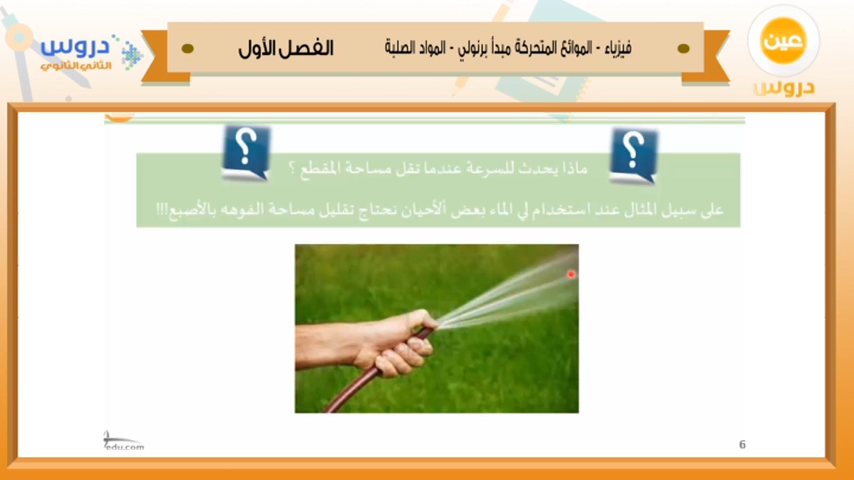 فيزياء - الموائع المتحركة مبدأ برنولي - المواد الصلبة
الفصل الأول
عين
دروس
دروس
الثاني الثانوي
ماذا يحدث للسرعة عندما تقل مساحة المقطع ؟
على سبيل المثال عند استخدام لي الماء بعض ألأحيان نحتاج تقليل مساحة الفوهه بالأصبع!!!
edu.com
6